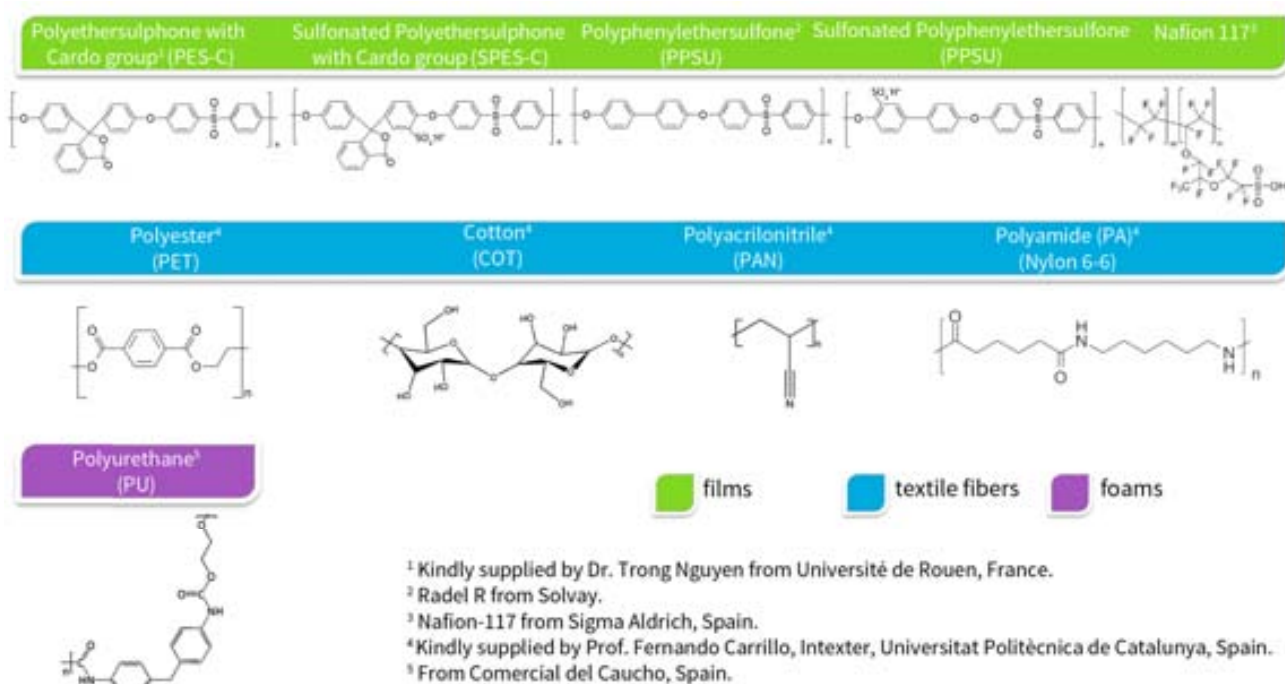 Polyethersulphone with
Cardo group¹ (PES-C)
Sulfonated Polyethersulphone
with Cardo group (SPES-C)
Polyphenylethersulfone²
(PPSU)
Sulfonated Polyphenylethersulfone
(PPSU)
Nafion 117³
Polyester⁴
(PET)
Cotton⁴
(COT)
Polyacrilonitrile⁴
(PAN)
Polyamide (PA)⁴
(Nylon 6-6)
Polyurethane⁵
(PU)
films
textile fibers
foams
¹ Kindly supplied by Dr. Trong Nguyen from Université de Rouen, France.
² Radel R from Solvay.
³ Nafion-117 from Sigma Aldrich, Spain.
⁴ Kindly supplied by Prof. Fernando Carrillo, Intexter, Universitat Politècnica de Catalunya, Spain.
⁵ From Comercial del Caucho, Spain.